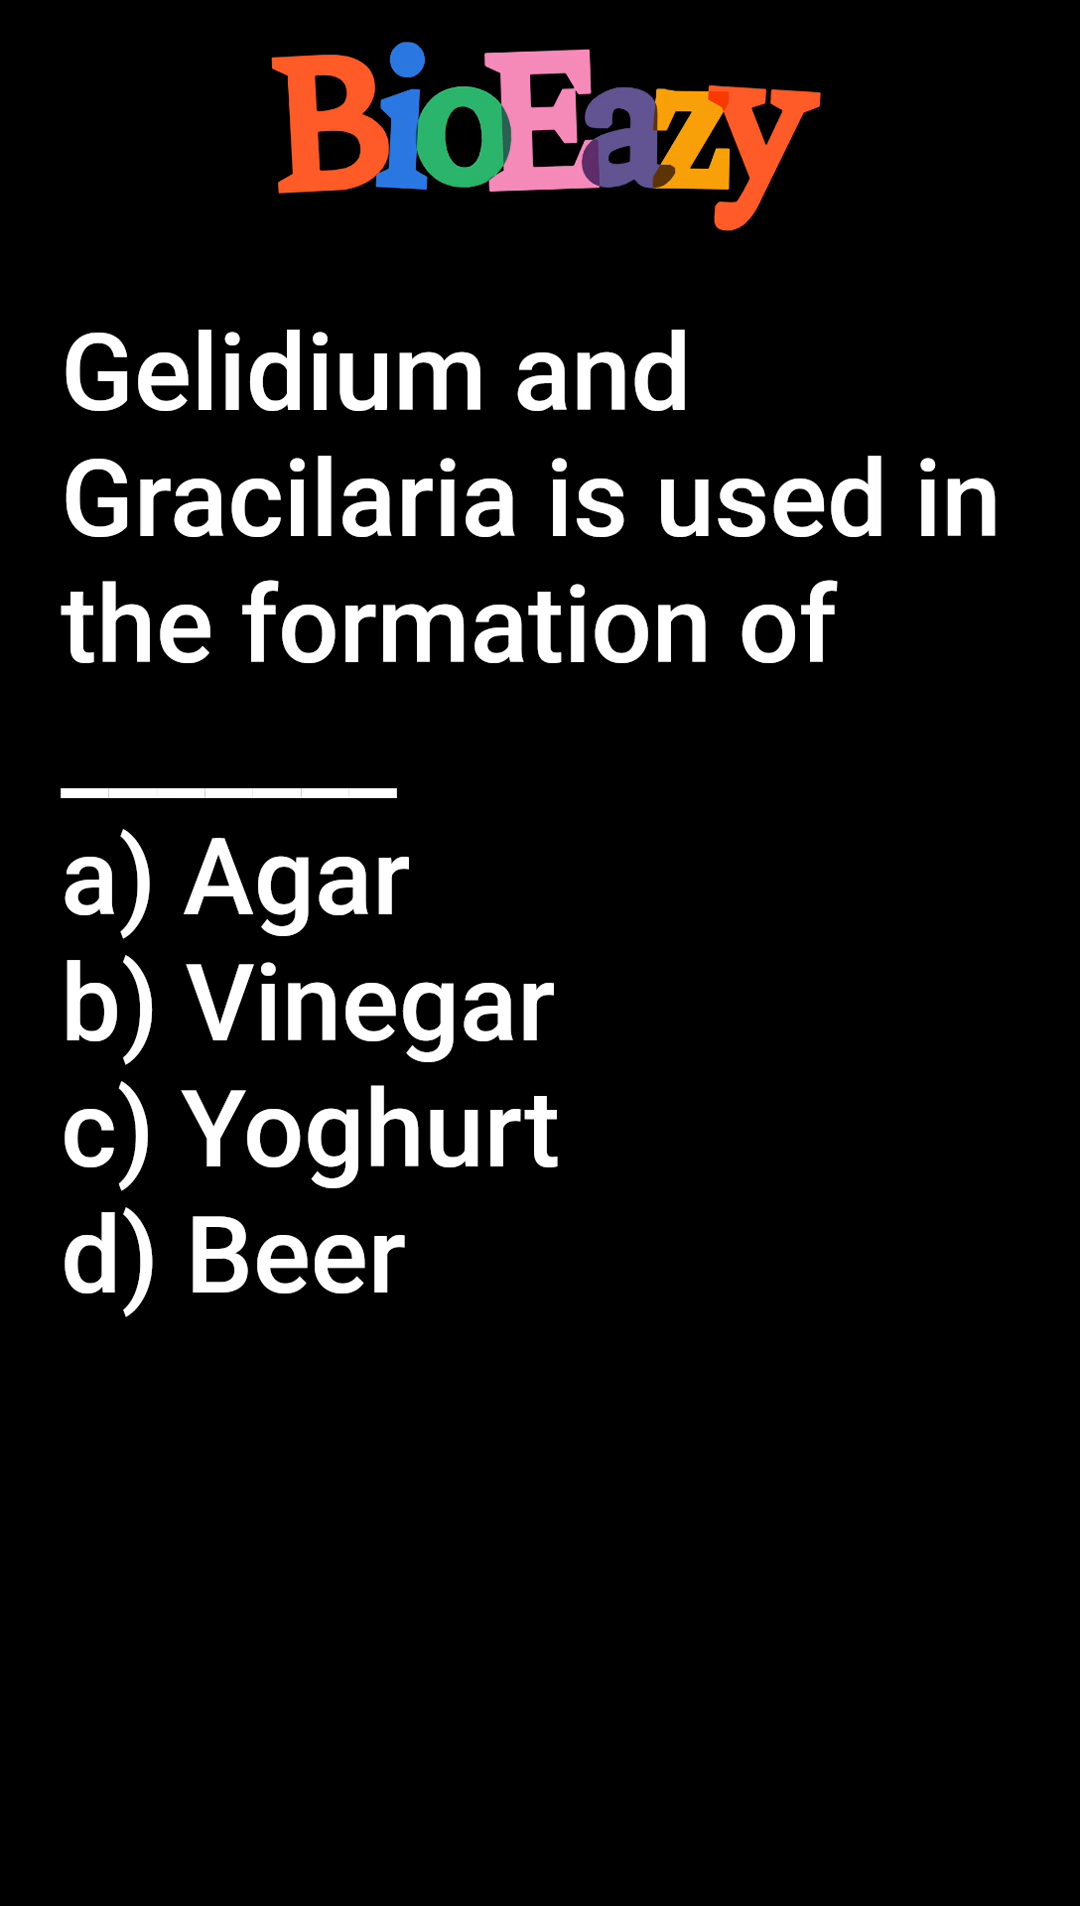 BioEazy
Gelidium and
Gracilaria is used in
the formation of
_______
a) Agar
b) Vinegar
c) Yoghurt
d) Beer